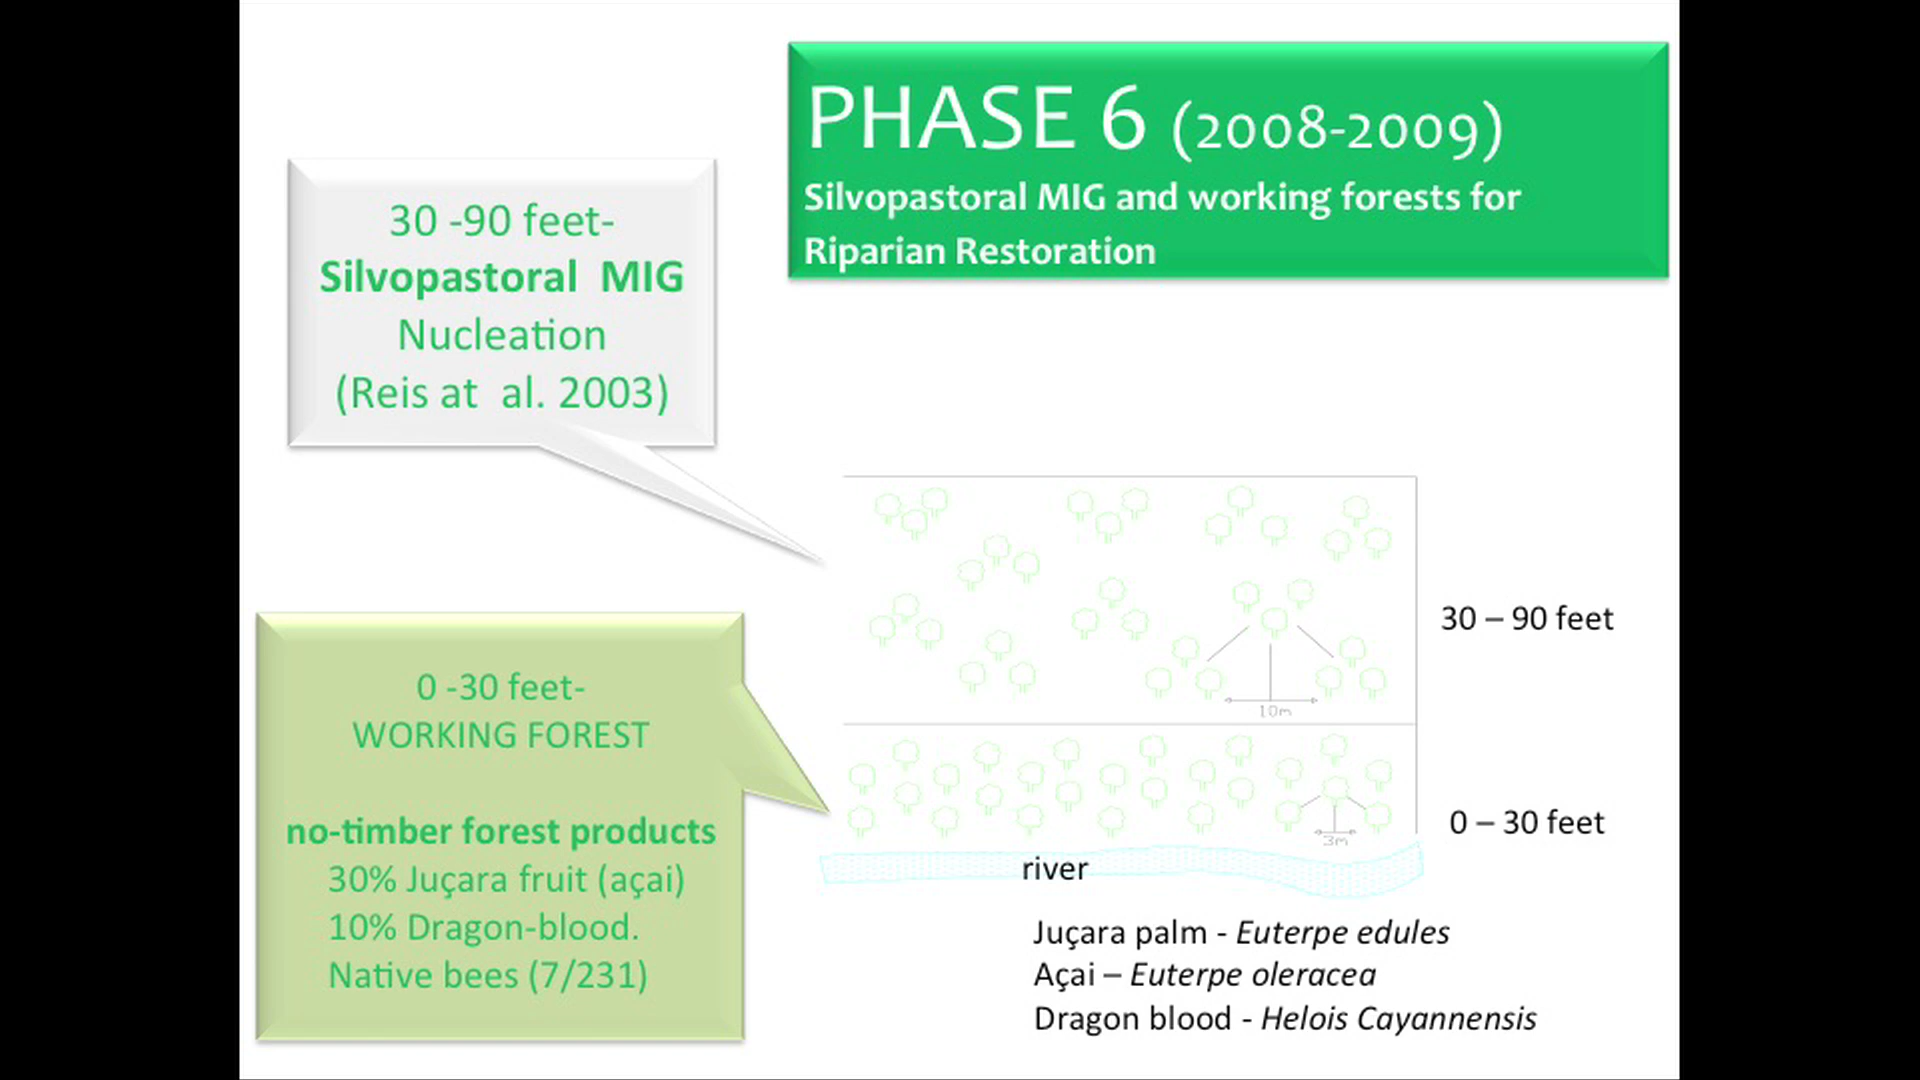 PHASE 6 (2008-2009)
Silvopastoral MIG and working forests for
Riparian Restoration
30 -90 feet-
Silvopastoral MIG
Nucleation
(Reis at al. 2003)
0 -30 feet-
WORKING FOREST
no-timber forest products
30% Juçara fruit (açai)
10% Dragon-blood.
Native bees (7/231)
30 – 90 feet
10m
0 – 30 feet
3m
river
Juçara palm - Euterpe edules
Açai – Euterpe oleracea
Dragon blood - Helois Cayannensis